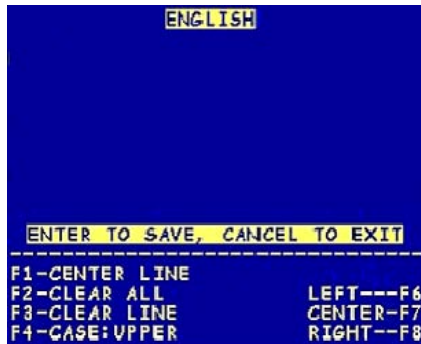 ENGLISH
ENTER TO SAVE, CANCEL TO EXIT
F1-CENTER LINE
F2-CLEAR ALL LEFT---F6
F3-CLEAR LINE CENTER-F7
F4-CASE:UPPER RIGHT--F8